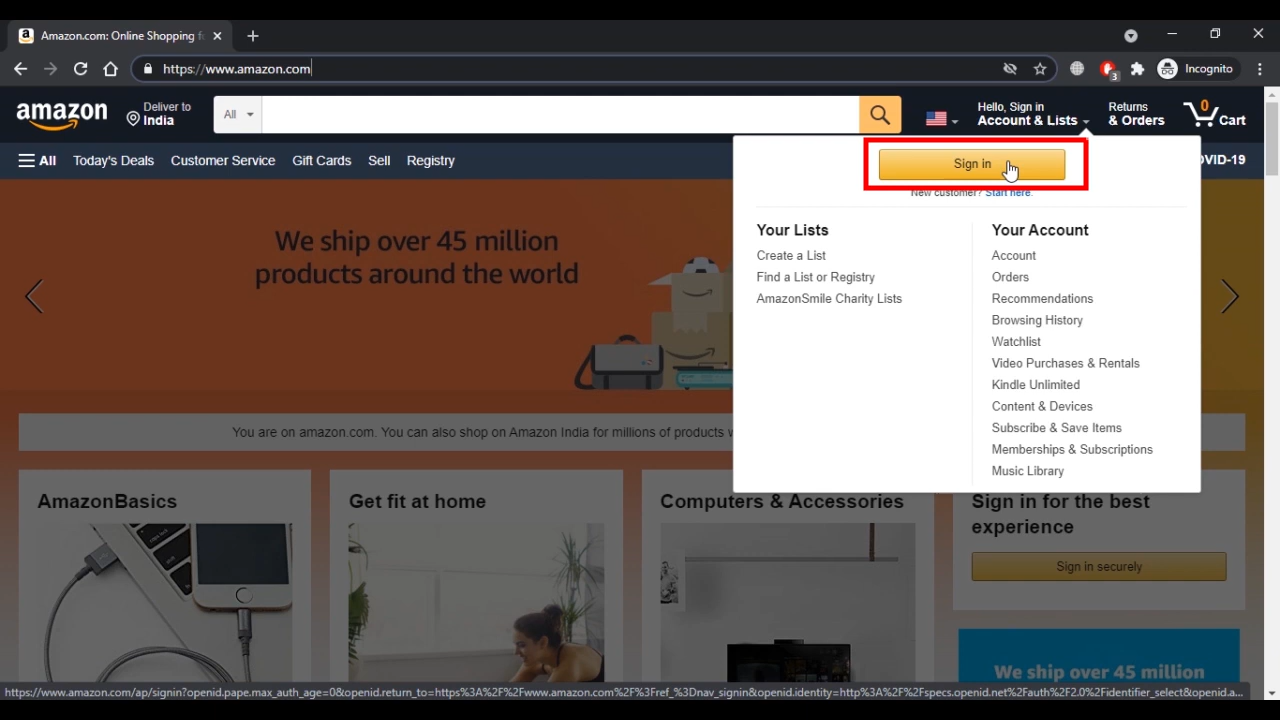 Amazon.com: Online Shopping f
https://www.amazon.com
3
Incognito
amazon
Deliver to
India
All
Hello, Sign in
Account & Lists
Returns
& Orders
0
Cart
All
Today's Deals
Customer Service
Gift Cards
Sell
Registry
OVID-19
Sign in
New customer? Start here.
Your Lists
Create a List
Find a List or Registry
AmazonSmile Charity Lists
Your Account
Account
Orders
Recommendations
Browsing History
Watchlist
Video Purchases & Rentals
Kindle Unlimited
Content & Devices
Subscribe & Save Items
Memberships & Subscriptions
Music Library
We ship over 45 million
products around the world
You are on amazon.com. You can also shop on Amazon India for millions of products w
AmazonBasics
Get fit at home
Computers & Accessories
Sign in for the best
experience
Sign in securely
We ship over 45 million
https://www.amazon.com/ap/signin?openid.pape.max_auth_age=0&openid.return_to=https%3A%2F%2Fwww.amazon.com%2F%3Fref_%3Dnav_signin&openid.identity=http%3A%2F%2Fspecs.openid.net%2Fauth%2F2.0%2Fidentifier_select&openid.a...